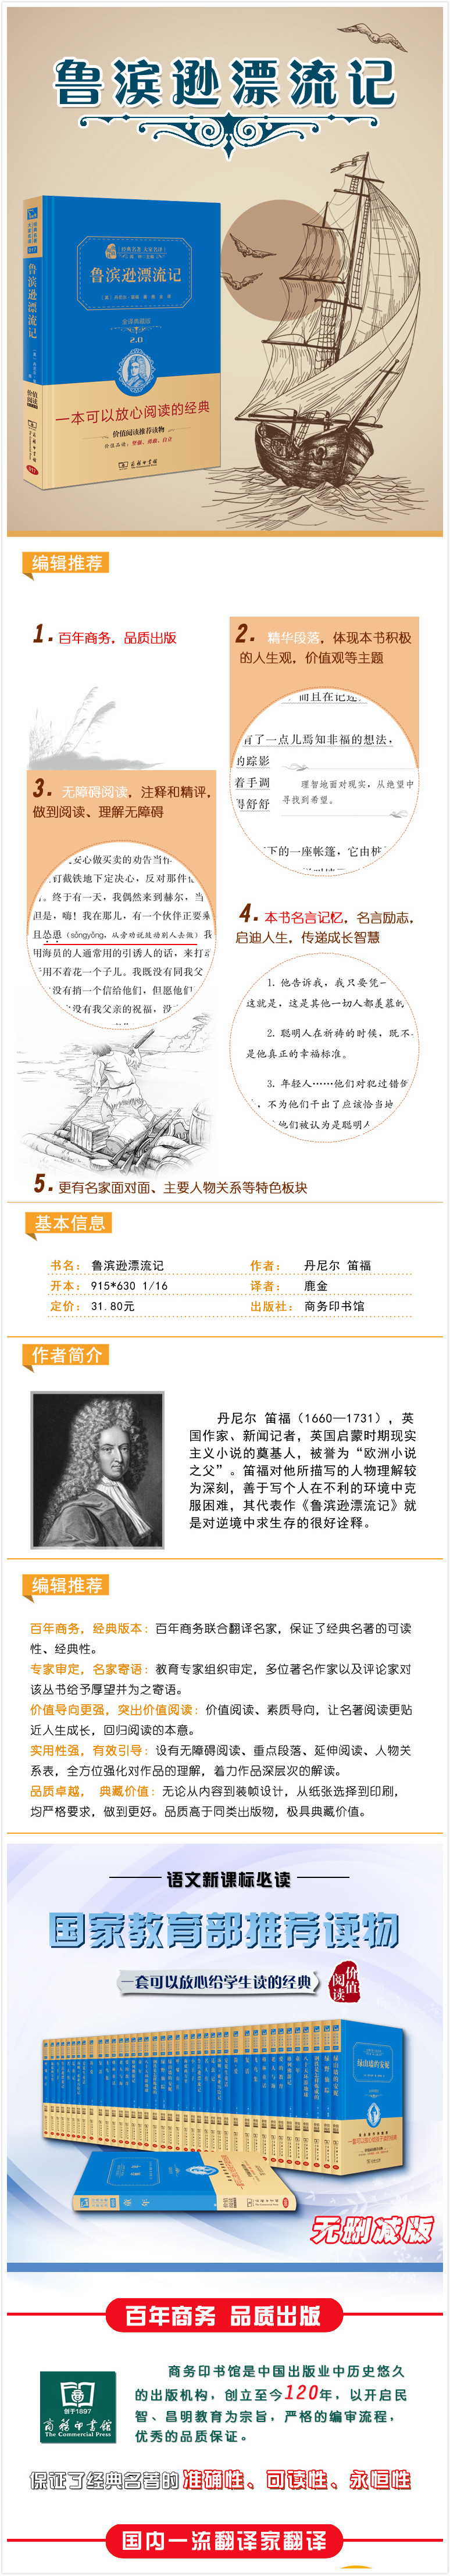 鲁滨逊漂流记
经典名著 大家名译
鲁滨逊漂流记
全译典藏版
2.0
一本可以放心阅读的经典
价值阅读推荐读物
鲁滨逊漂流记
编辑推荐
1. 百年商务，品质出版
2. 精华段落，体现本书积极
的人生观，价值观等主题
而且在记述
有了一点儿焉知非福的想法，
的踪影
着手调
得舒舒
理智地面对现实，从绝望中
寻找到希望。
下的一座帐篷，它由桩
3. 无障碍阅读，注释和精评，
做到阅读、理解无障碍
安心做买卖的劝告当作
钉截铁地下定决心，反对那件
。终于有一天，我偶然来到赫尔，当
但是，嗨！我在那儿，有一个伙伴正要乘
且怂恿（sǒngyǒng，从旁劝说鼓动别人去做）我
用海员的人通常用的引诱人的话，来打动
用不着花一个子儿。我既没有同我父
没有捎一个信给他们，但愿他们
没有我父亲的祝福，没
4. 本书名言记忆，名言励志，
启迪人生，传递成长智慧
1. 他告诉我，我只要凭一
这就是，这是其他一切人都羡慕的
2. 聪明人在祈祷的时候，既不
是他真正的幸福标准。
3. 年轻人……他们对犯过错
，不为他们干出了应该恰当地
他们被认为是聪明人
5. 更有名家面对面、主要人物关系等特色板块
基本信息
书名： 鲁滨逊漂流记 作者： 丹尼尔 笛福
开本： 915*630 1/16 译者： 鹿金
定价： 31.80元 出版社： 商务印书馆
作者简介
丹尼尔 笛福（1660—1731），英
国作家、新闻记者，英国启蒙时期现实
主义小说的奠基人，被誉为“欧洲小说
之父”。笛福对他所描写的人物理解较
为深刻，善于写个人在不利的环境中克
服困难，其代表作《鲁滨逊漂流记》就
是对逆境中求生存的很好诠释。
编辑推荐
百年商务，经典版本：百年商务联合翻译名家，保证了经典名著的可读
性、经典性。
专家审定，名家寄语：教育专家组织审定，多位著名作家以及评论家对
该丛书给予厚望并为之寄语。
价值导向更强，突出价值阅读：价值阅读、素质导向，让名著阅读更贴
近人生成长，回归阅读的本意。
实用性强，有效引导：设有无障碍阅读、重点段落、延伸阅读、人物关
系表，全方位强化对作品的理解，着力作品深层次的解读。
品质卓越， 典藏价值：无论从内容到装帧设计，从纸张选择到印刷，
均严格要求，做到更好。品质高于同类出版物，极具典藏价值。
语文新课标必读
国家教育部推荐读物
一套可以放心给学生读的经典
价值阅读
绿山墙的安妮
无删减版
百年商务 品质出版
创于1897
商务印书馆
The Commercial Press
商务印书馆是中国出版业中历史悠久
的出版机构，创立至今120年，以开启民
智、昌明教育为宗旨，严格的编审流程，
优秀的品质保证。
保证了经典名著的 准确性、可读性、永恒性
国内一流翻译家翻译